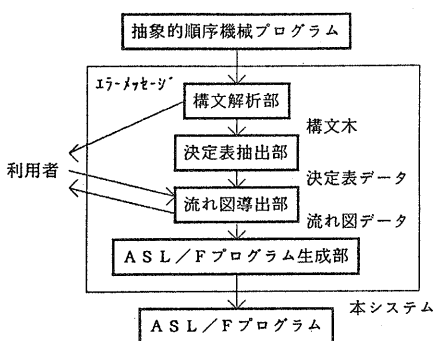 抽象的順序機械プログラム
エラーメッセージ
構文解析部
構文木
決定表抽出部
利用者
決定表データ
流れ図導出部
流れ図データ
ASL/Fプログラム生成部
本システム
ASL/Fプログラム